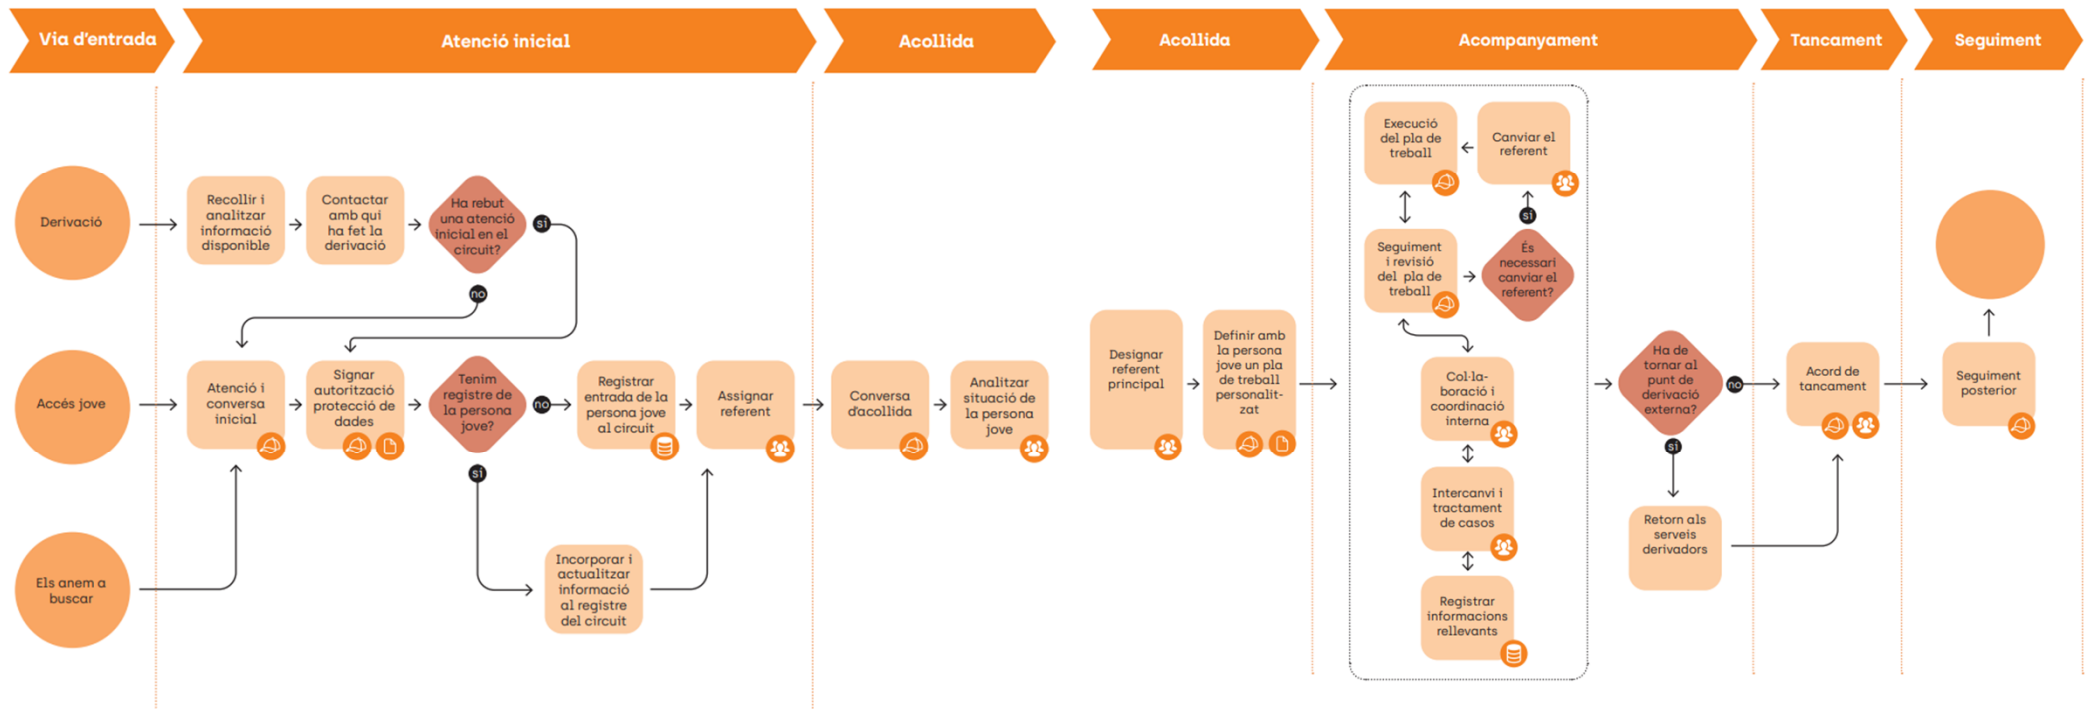 Via d'entrada
Atenció inicial
Acollida
Acollida
Acompanyament
Tancament
Seguiment
Derivació
Recollir i
analitzar
informació
disponible
Contactar
amb qui
ha fet la
derivació
Ha rebut
una atenció
inicial en el
circuit?
sí
no
Accés jove
Atenció i
conversa
inicial
Signar
autorització
protecció de
dades
Tenim
registre de
la persona
jove?
no
sí
Registrar
entrada de la
persona jove
al circuit
Assignar
referent
Els anem a
buscar
Incorporar i
actualitzar
informació
al registre
del circuit
Conversa
d'acollida
Analitzar
situació de
la persona
jove
Designar
referent
principal
Definir amb
la persona
jove un pla
de treball
personalit-
zat
Execució
del pla de
treball
Canviar el
referent
sí
Seguiment
i revisió
del pla de
treball
És
necessari
canviar el
referent?
Col·la-
boració i
coordinació
interna
Intercanvi i
tractament
de casos
Registrar
informacions
rellevants
Ha de
tornar al
punt de
derivació
externa?
no
sí
Retorn als
serveis
derivadors
Acord de
tancament
Seguiment
posterior